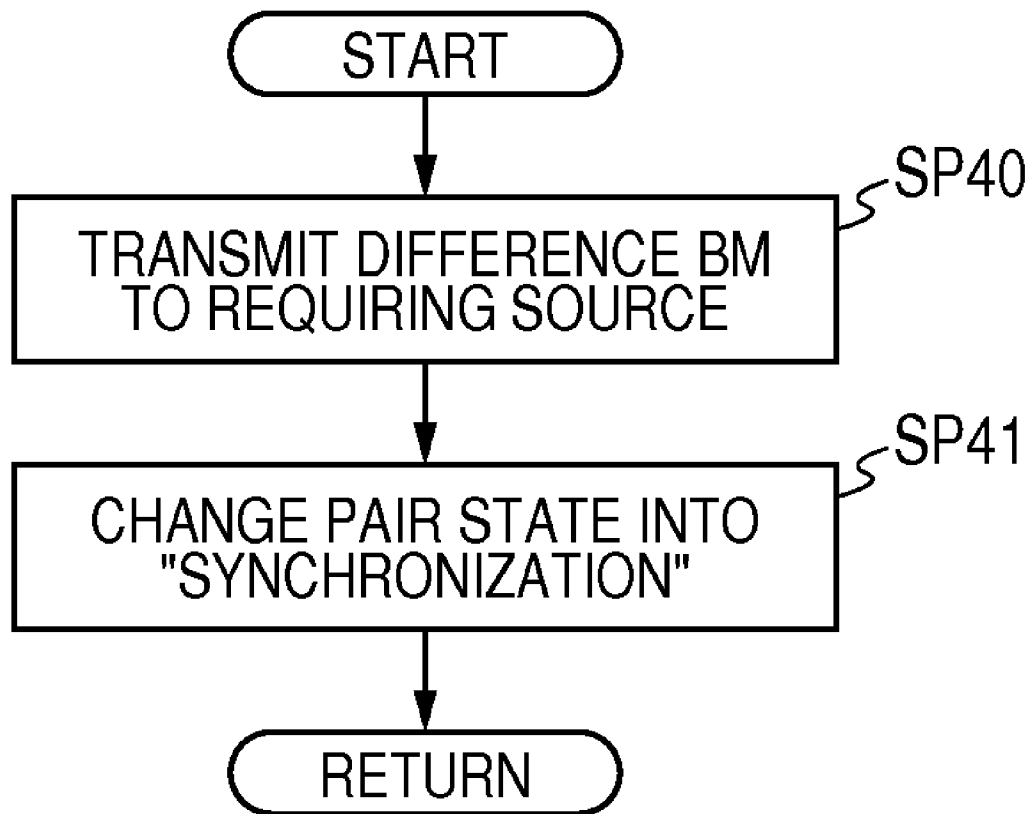 START
SP40
TRANSMIT DIFFERENCE BM
TO REQUIRING SOURCE
SP41
CHANGE PAIR STATE INTO
"SYNCHRONIZATION"
RETURN